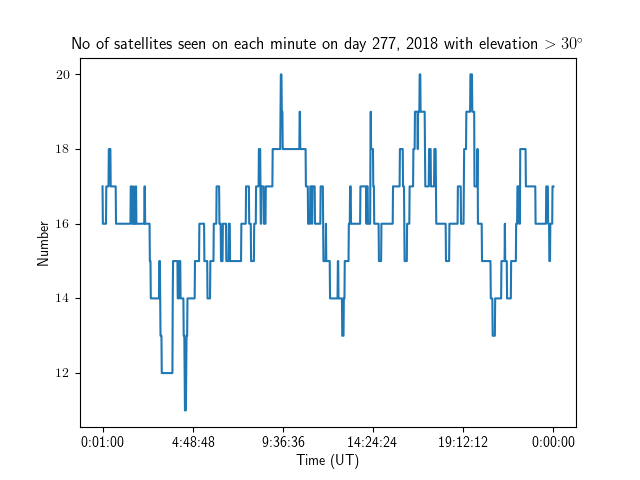 No of satellites seen on each minute on day 277, 2018 with elevation > 30°
20
18
16
14
12
Number
0:01:00 4:48:48 9:36:36 14:24:24 19:12:12 0:00:00
Time (UT)